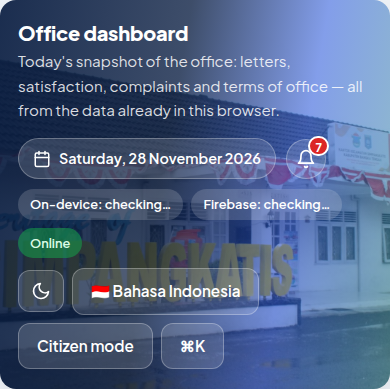 Office dashboard
Today's snapshot of the office: letters,
satisfaction, complaints and terms of office — all
from the data already in this browser.
Saturday, 28 November 2026
7
On-device: checking…
Firebase: checking…
Online
🇮🇩 Bahasa Indonesia
Citizen mode
⌘K